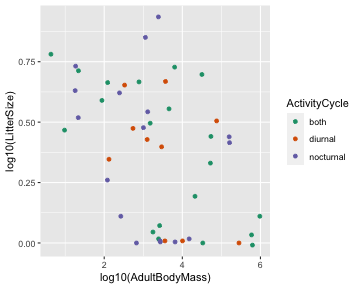 log10(LitterSize)
0.75
0.50
0.25
0.00
2
4
6
log10(AdultBodyMass)
ActivityCycle
both
diurnal
nocturnal